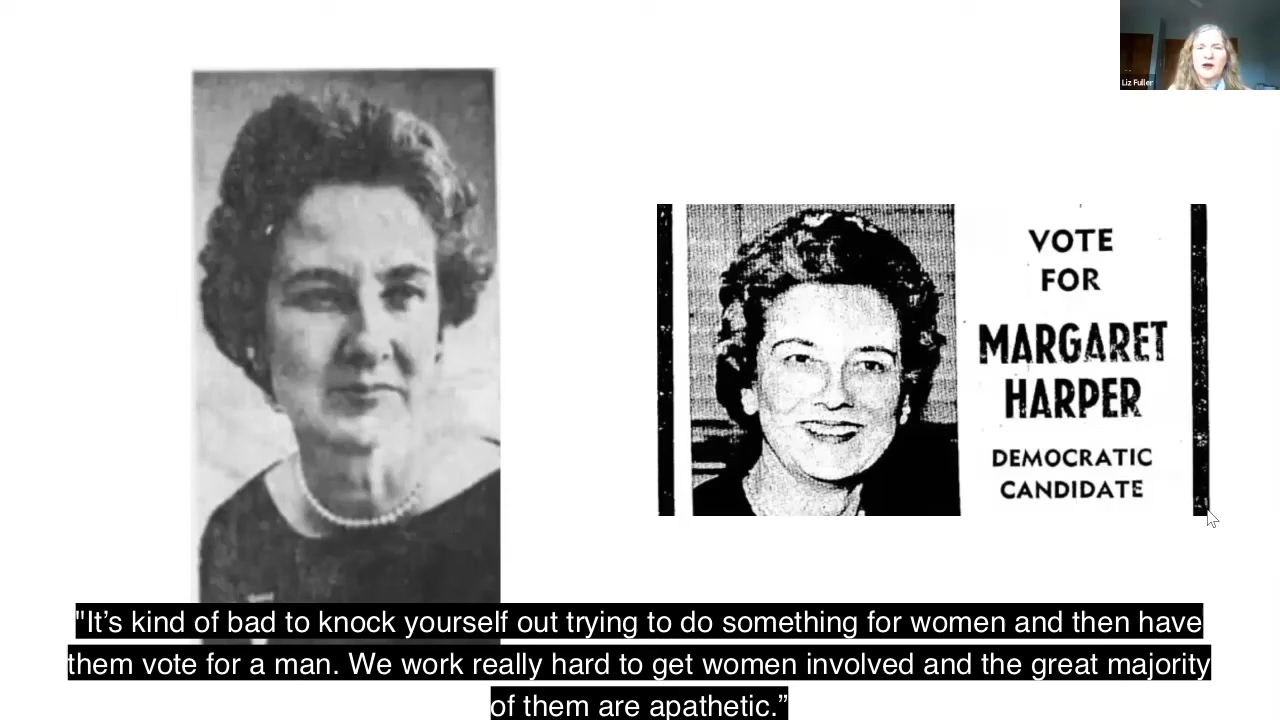 Liz Fuller
VOTE
FOR
MARGARET
HARPER
DEMOCRATIC
CANDIDATE
"It’s kind of bad to knock yourself out trying to do something for women and then have
them vote for a man. We work really hard to get women involved and the great majority
of them are apathetic.”